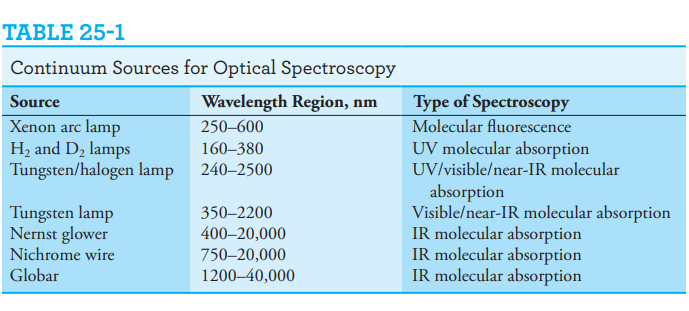 TABLE 25-1
Continuum Sources for Optical Spectroscopy
Source Wavelength Region, nm Type of Spectroscopy
Xenon arc lamp 250–600 Molecular fluorescence
H₂ and D₂ lamps 160–380 UV molecular absorption
Tungsten/halogen lamp 240–2500 UV/visible/near-IR molecular
absorption
Tungsten lamp 350–2200 Visible/near-IR molecular absorption
Nernst glower 400–20,000 IR molecular absorption
Nichrome wire 750–20,000 IR molecular absorption
Globar 1200–40,000 IR molecular absorption